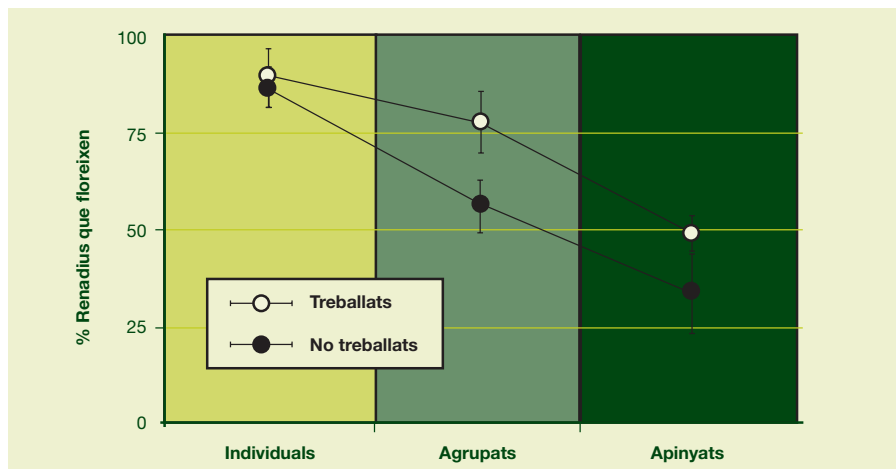 % Renadius que floreixen
100
75
50
25
0
Treballats
No treballats
Individuals
Agrupats
Apinyats